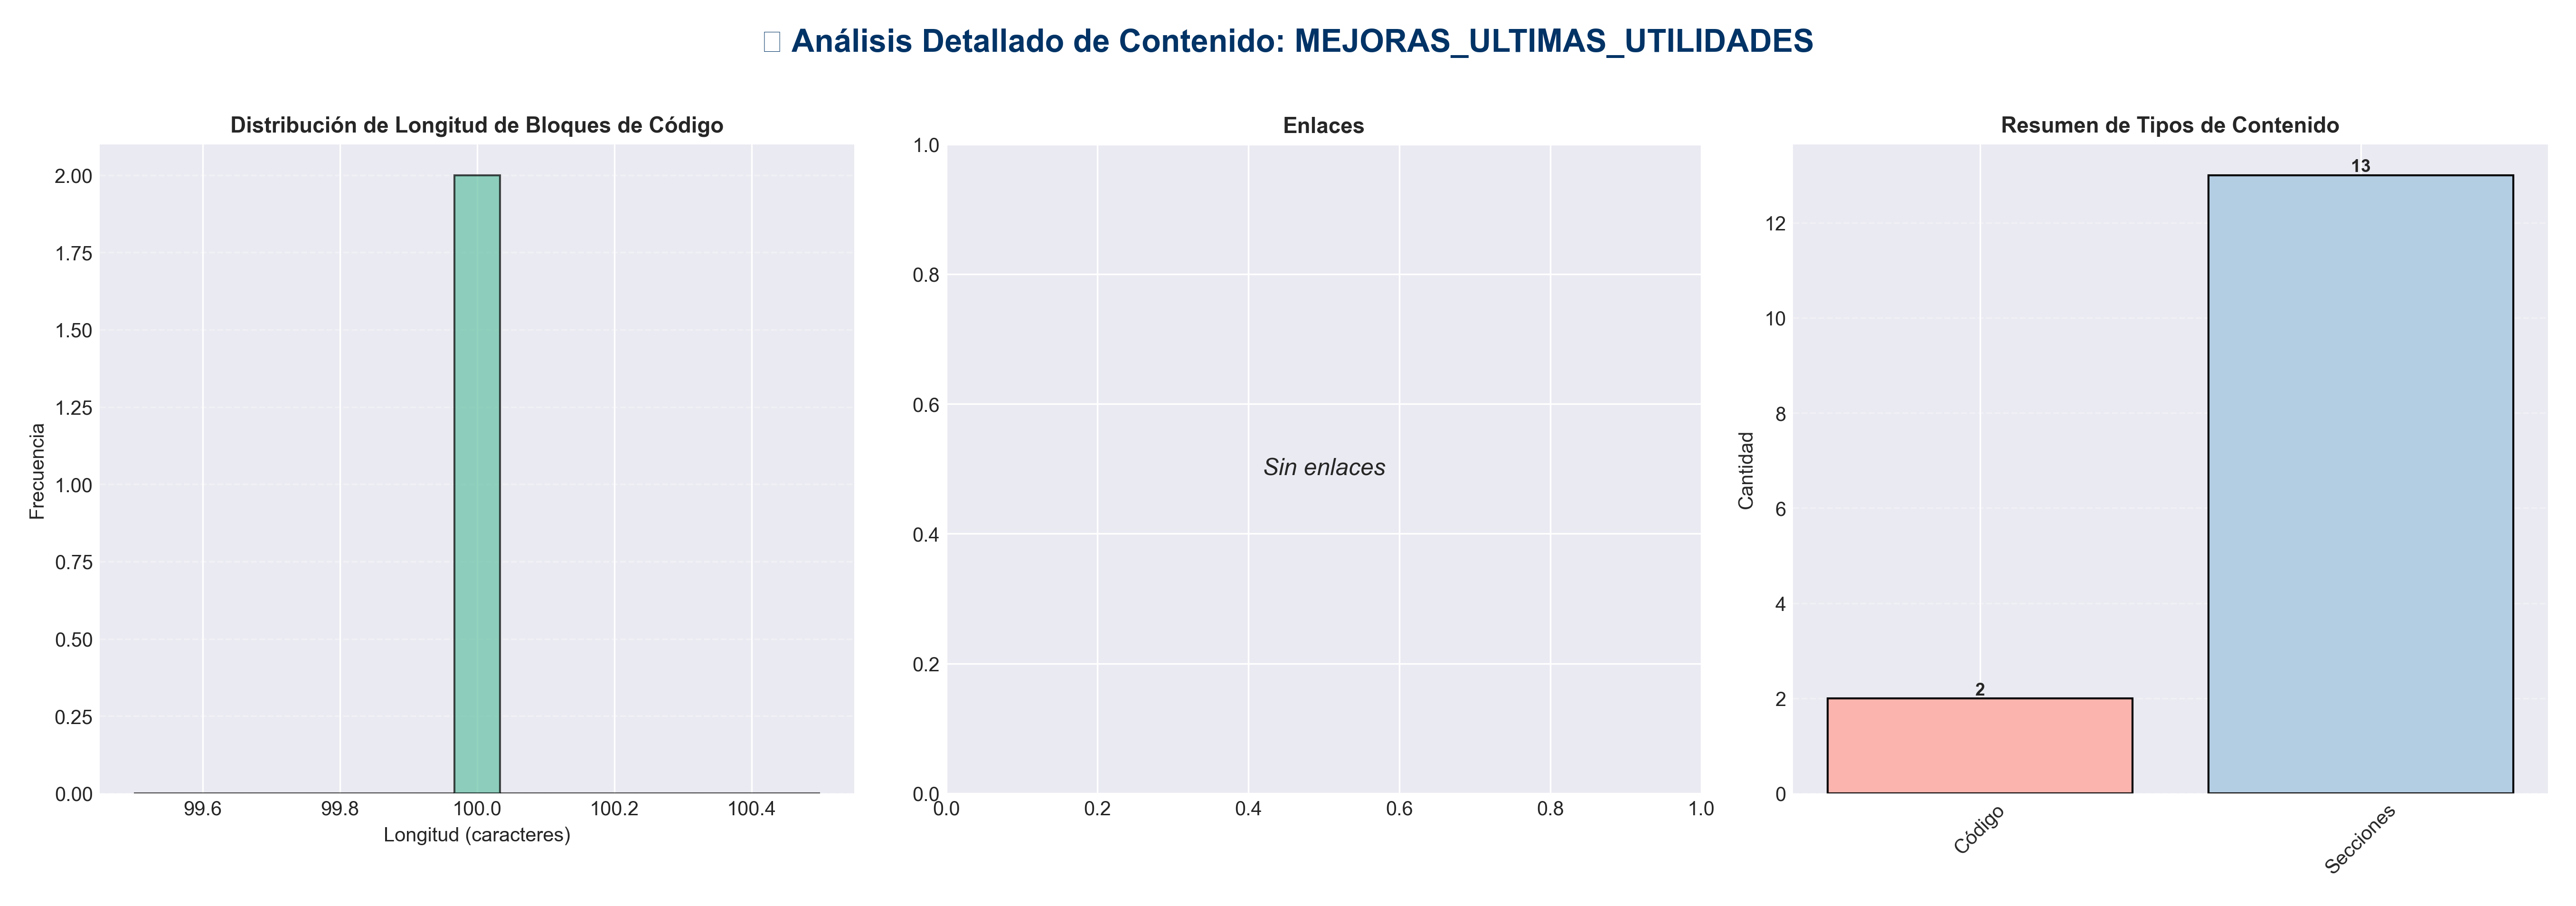 Análisis Detallado de Contenido: MEJORAS_ULTIMAS_UTILIDADES
Distribución de Longitud de Bloques de Código
2.00
1.75
1.50
1.25
1.00
0.75
0.50
0.25
0.00
Frecuencia
99.6 99.8 100.0 100.2 100.4
Longitud (caracteres)
Enlaces
1.0
0.8
0.6
0.4
0.2
0.0
Sin enlaces
0.0 0.2 0.4 0.6 0.8 1.0
Resumen de Tipos de Contenido
12
10
8
6
4
2
0
Cantidad
2
13
Código
Secciones